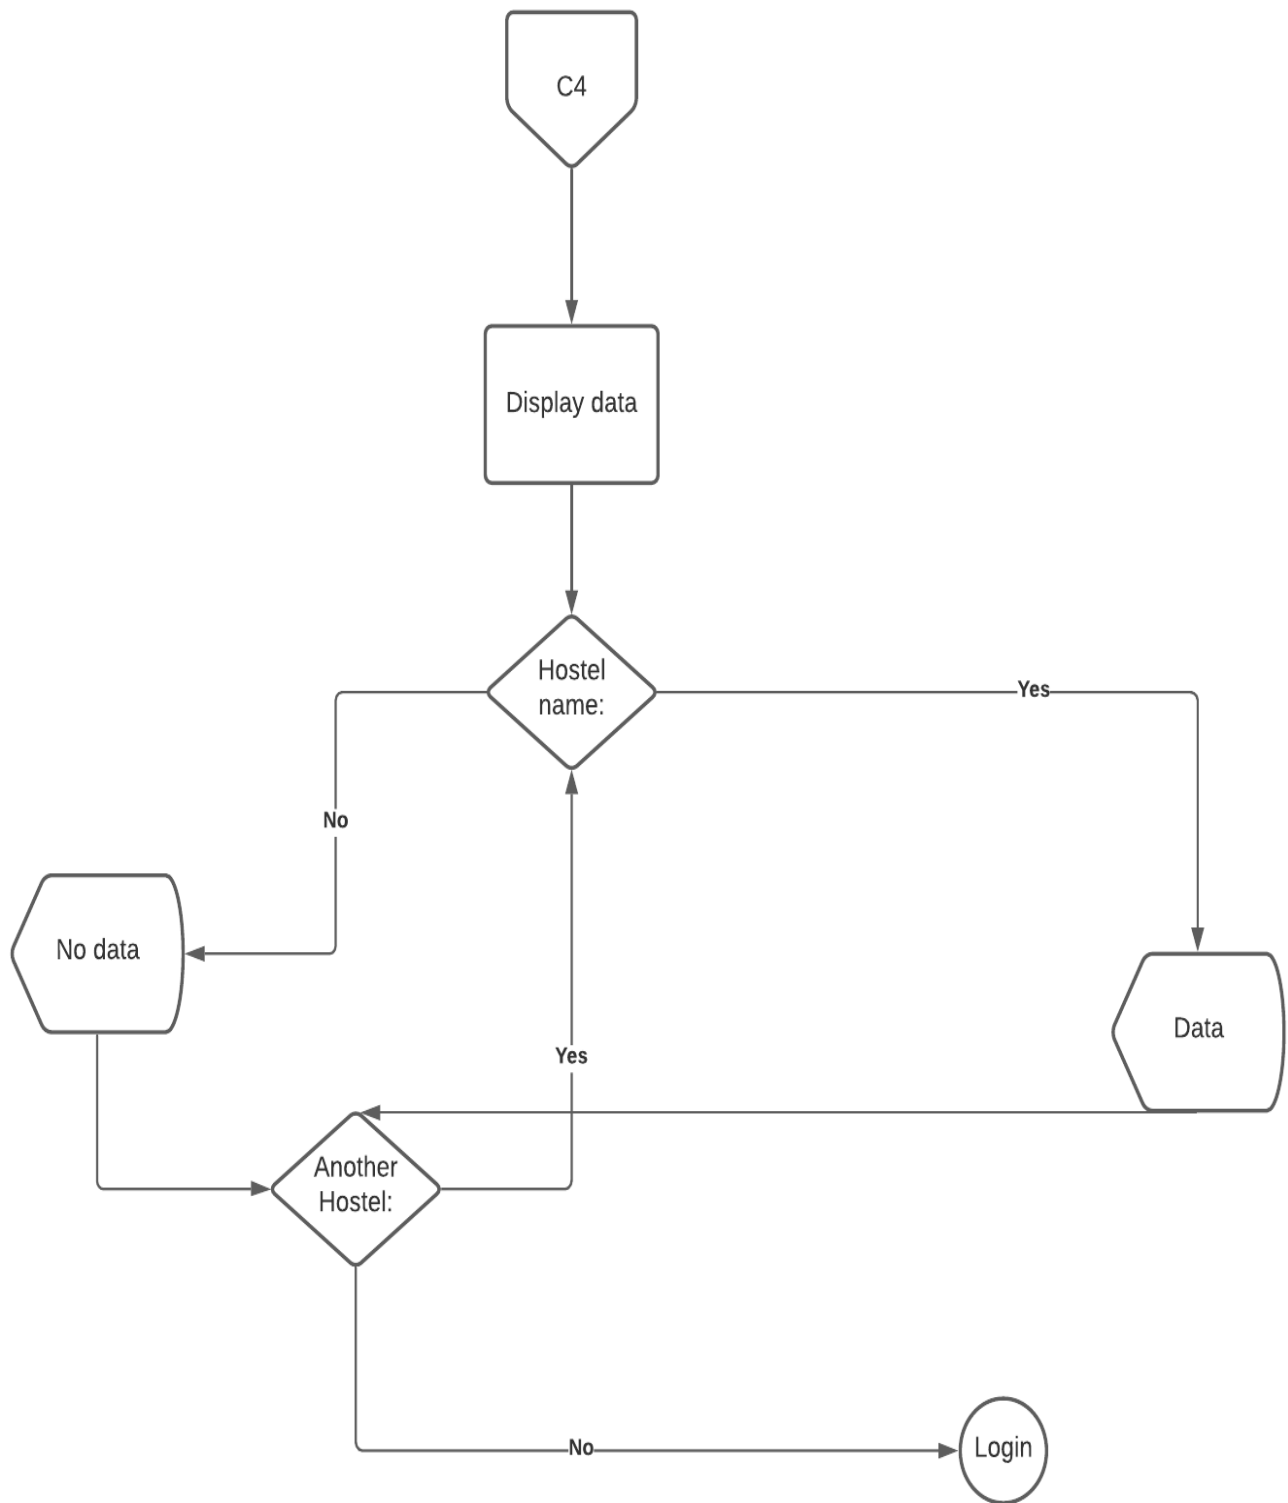 C4
Display data
Hostel
name:
Yes
No
No data
Data
Yes
Another
Hostel:
No
Login